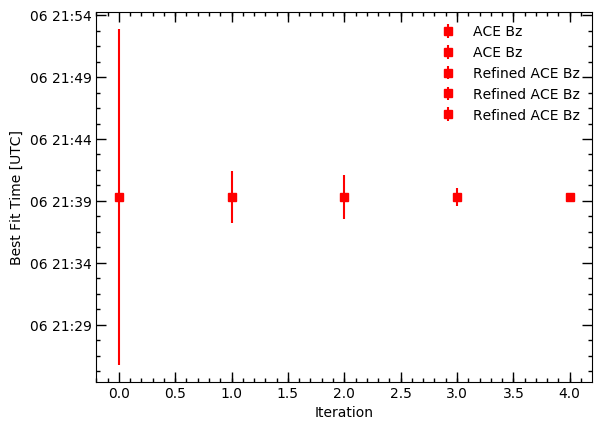 06 21:54
06 21:49
06 21:44
06 21:39
06 21:34
06 21:29
Best Fit Time [UTC]
ACE Bz
ACE Bz
Refined ACE Bz
Refined ACE Bz
Refined ACE Bz
0.0 0.5 1.0 1.5 2.0 2.5 3.0 3.5 4.0
Iteration